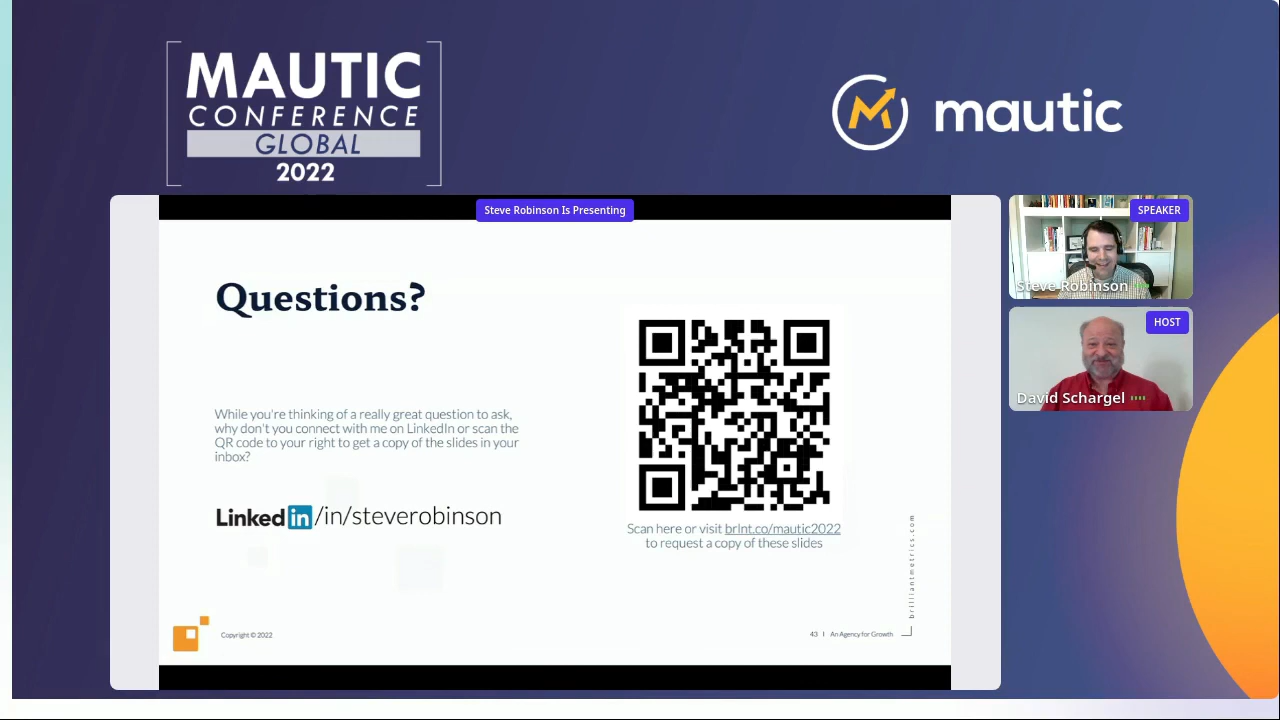 MAUTIC
CONFERENCE
GLOBAL
2022
mautic
Steve Robinson Is Presenting
SPEAKER
Steve Robinson
HOST
David Schargel
Questions?
While you're thinking of a really great question to ask,
why don't you connect with me on LinkedIn or scan the
QR code to your right to get a copy of the slides in your
inbox?
Linked in /in/steverobinson
Scan here or visit brlnt.co/mautic2022
to request a copy of these slides
brilliantmetrics.com
Copyright © 2022
43 | An Agency for Growth